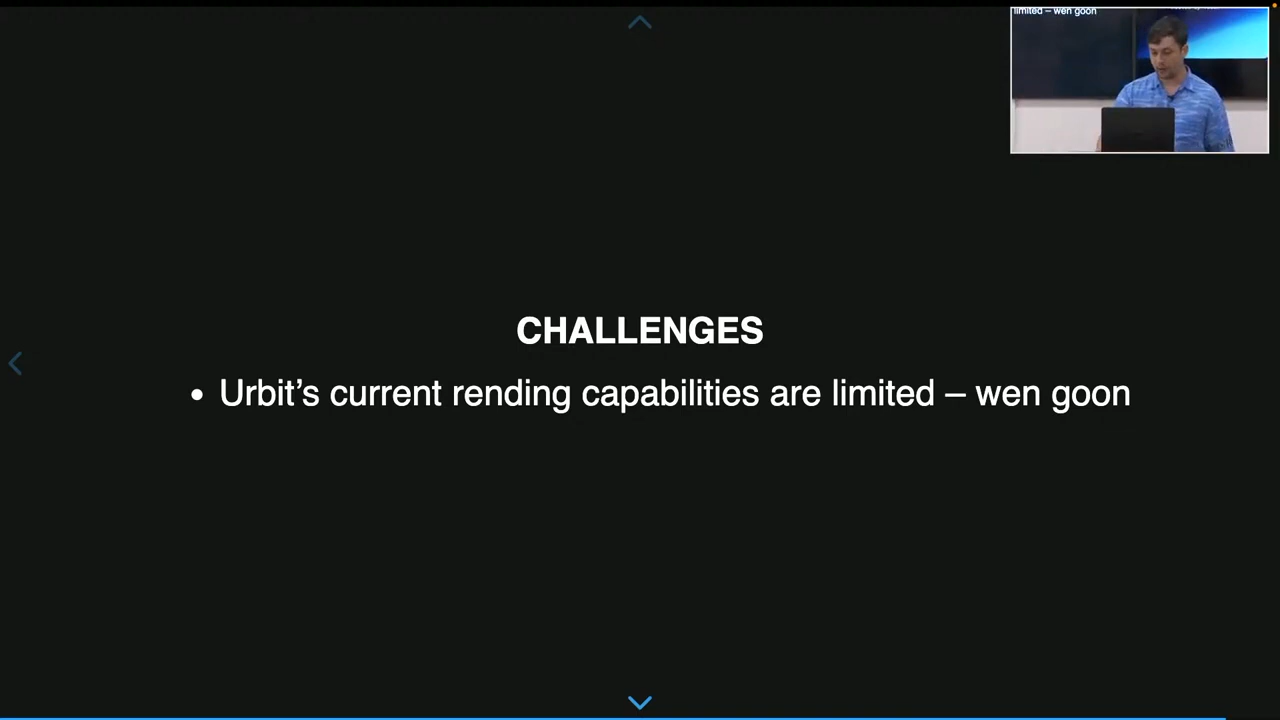 limited – wen goon
CHALLENGES
• Urbit’s current rending capabilities are limited – wen goon